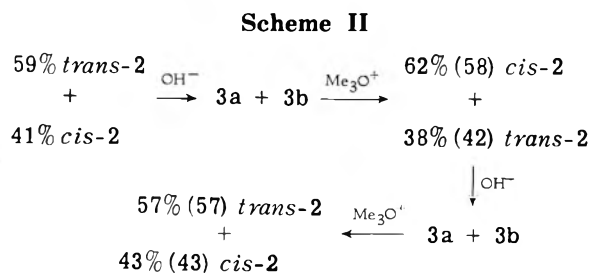 Scheme II
59% trans-2
+
41% cis-2
OH⁻
3a + 3b
Me₃O⁺
62% (58) cis-2
+
38% (42) trans-2
OH⁻
3a + 3b
Me₃O⁺
57% (57) trans-2
+
43% (43) cis-2